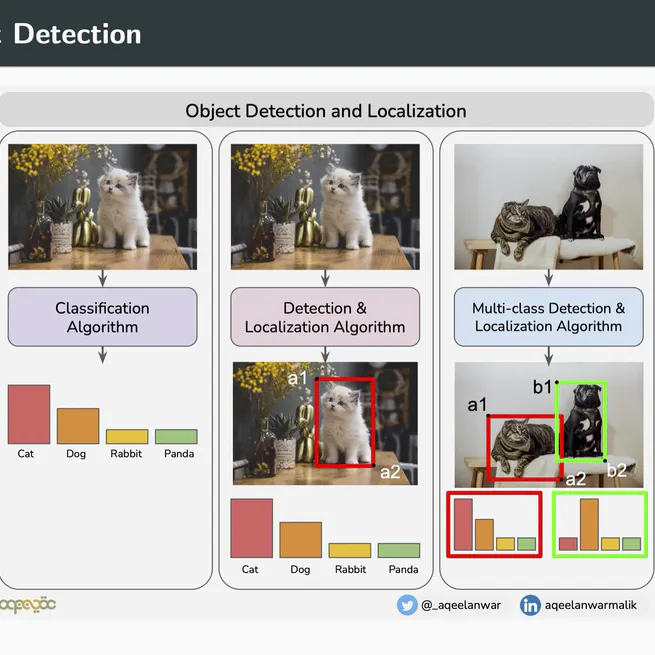 : Detection
Object Detection and Localization
Classification
Algorithm
Cat Dog Rabbit Panda
Detection &
Localization Algorithm
a1
a2
Cat Dog Rabbit Panda
Multi-class Detection &
Localization Algorithm
b1
a1
b2
a2
@_aqeelanwar
aqeelanwarmalik